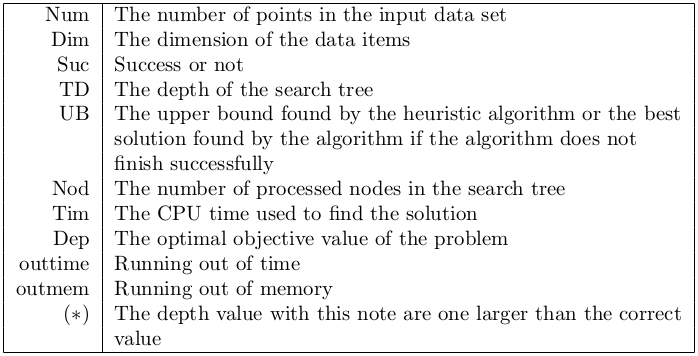 Num The number of points in the input data set
Dim The dimension of the data items
Suc Success or not
TD The depth of the search tree
UB The upper bound found by the heuristic algorithm or the best
solution found by the algorithm if the algorithm does not
finish successfully
Nod The number of processed nodes in the search tree
Tim The CPU time used to find the solution
Dep The optimal objective value of the problem
outtime Running out of time
outmem Running out of memory
(*) The depth value with this note are one larger than the correct
value